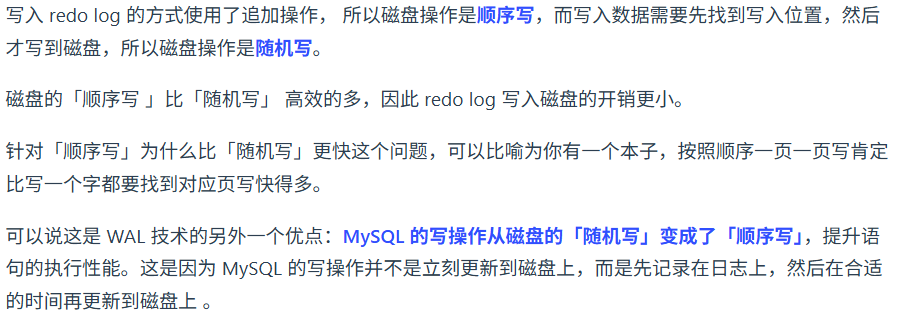 写入 redo log 的方式使用了追加操作， 所以磁盘操作是顺序写，而写入数据需要先找到写入位置，然后
才写到磁盘，所以磁盘操作是随机写。
磁盘的「顺序写 」比「随机写」 高效的多，因此 redo log 写入磁盘的开销更小。
针对「顺序写」为什么比「随机写」更快这个问题，可以比喻为你有一个本子，按照顺序一页一页写肯定
比写一个字都要找到对应页写快得多。
可以说这是 WAL 技术的另外一个优点：MySQL 的写操作从磁盘的「随机写」变成了「顺序写」，提升语
句的执行性能。这是因为 MySQL 的写操作并不是立刻更新到磁盘上，而是先记录在日志上，然后在合适
的时间再更新到磁盘上 。